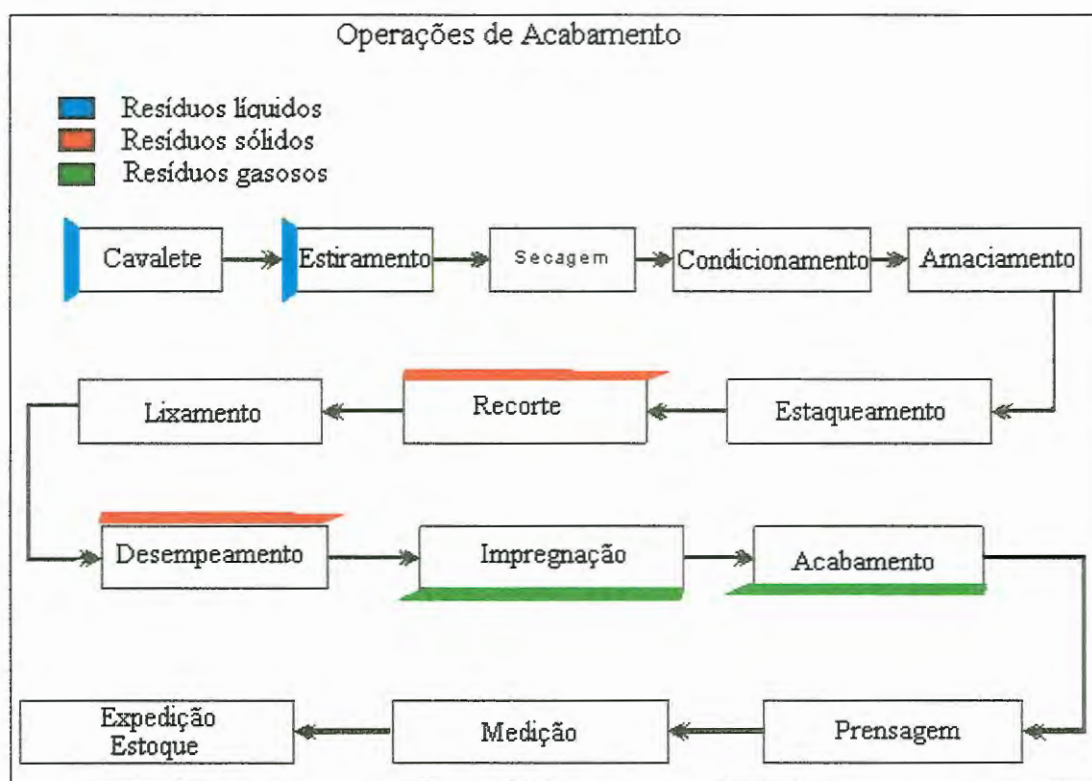 Operações de Acabamento
Resíduos líquidos
Resíduos sólidos
Resíduos gasosos
Cavalete
Estiramento
Secagem
Condicionamento
Amaciamento
Estaqueamento
Recorte
Lixamento
Desempeamento
Impregnação
Acabamento
Prensagem
Medição
Expedição
Estoque